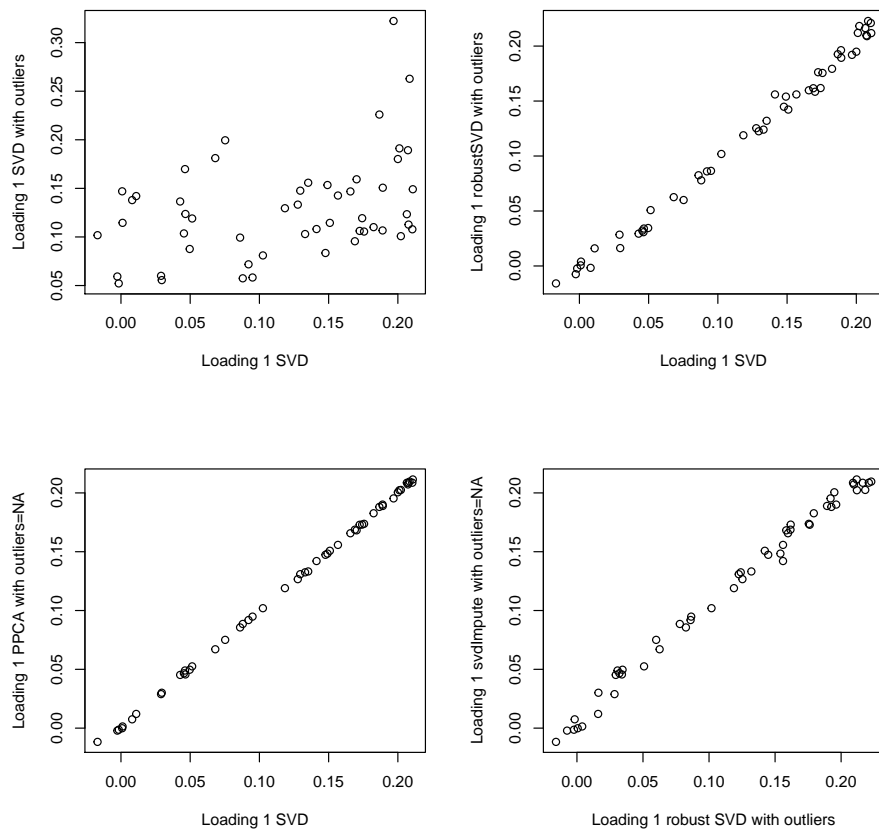 Loading 1 SVD with outliers
0.05 0.10 0.15 0.20 0.25 0.30
0.00 0.05 0.10 0.15 0.20
Loading 1 SVD
Loading 1 robustSVD with outliers
0.00 0.05 0.10 0.15 0.20
0.00 0.05 0.10 0.15 0.20
Loading 1 SVD
Loading 1 PPCA with outliers=NA
0.00 0.05 0.10 0.15 0.20
0.00 0.05 0.10 0.15 0.20
Loading 1 SVD
Loading 1 svdImpute with outliers=NA
0.00 0.05 0.10 0.15 0.20
0.00 0.05 0.10 0.15 0.20
Loading 1 robust SVD with outliers